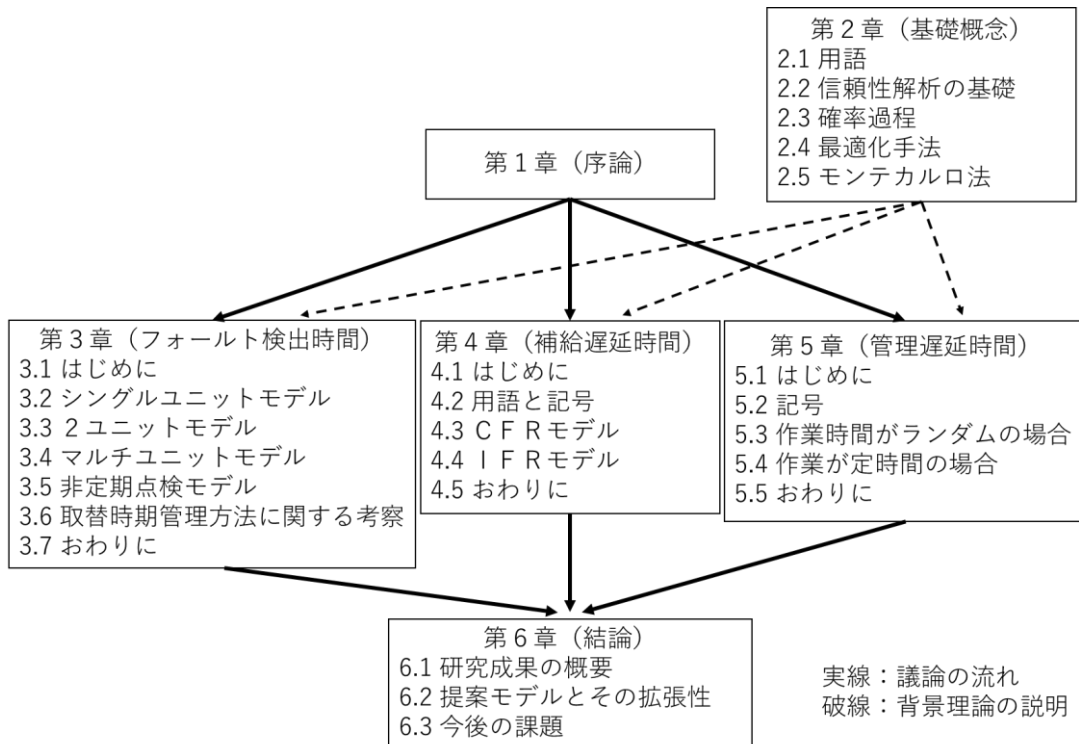 第２章（基礎概念）
2.1 用語
2.2 信頼性解析の基礎
2.3 確率過程
2.4 最適化手法
2.5 モンテカルロ法
第１章（序論）
第３章（フォールト検出時間）
3.1 はじめに
3.2 シングルユニットモデル
3.3 ２ユニットモデル
3.4 マルチユニットモデル
3.5 非定期点検モデル
3.6 取替時期管理方法に関する考察
3.7 おわりに
第４章（補給遅延時間）
4.1 はじめに
4.2 用語と記号
4.3 ＣＦＲモデル
4.4 ＩＦＲモデル
4.5 おわりに
第５章（管理遅延時間）
5.1 はじめに
5.2 記号
5.3 作業時間がランダムの場合
5.4 作業が定時間の場合
5.5 おわりに
第６章（結論）
6.1 研究成果の概要
6.2 提案モデルとその拡張性
6.3 今後の課題
実線：議論の流れ
破線：背景理論の説明